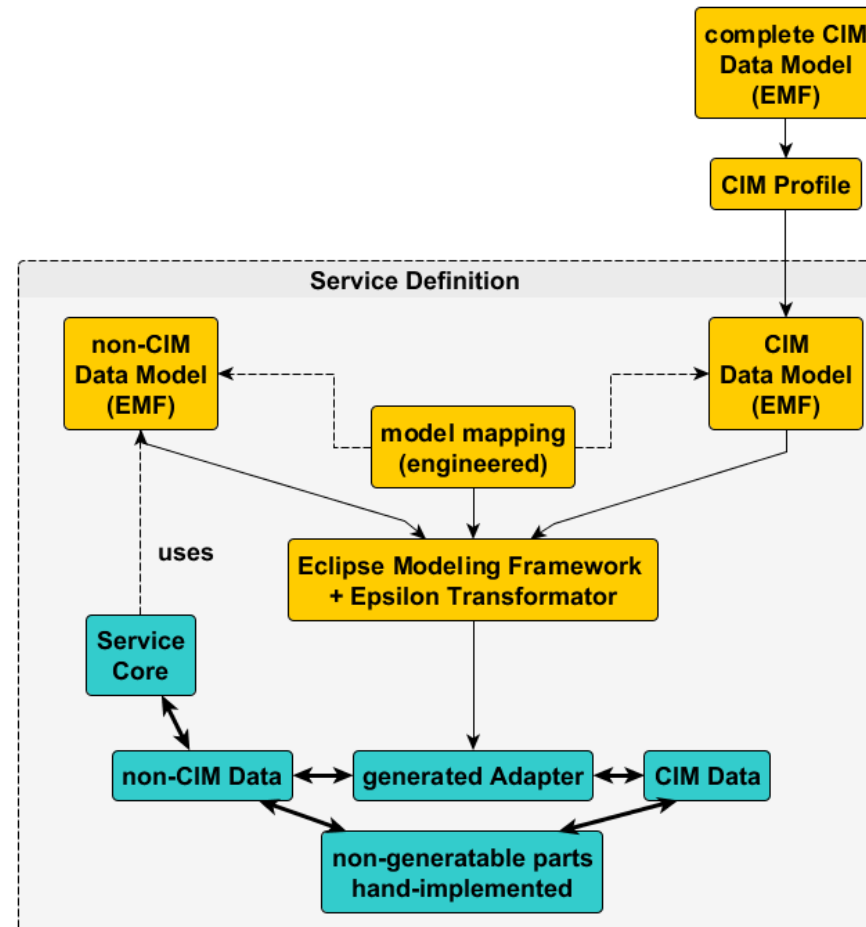 complete CIM
Data Model
(EMF)
CIM Profile
Service Definition
non-CIM
Data Model
(EMF)
CIM
Data Model
(EMF)
model mapping
(engineered)
Eclipse Modeling Framework
+ Epsilon Transformator
uses
Service
Core
non-CIM Data
generated Adapter
CIM Data
non-generatable parts
hand-implemented